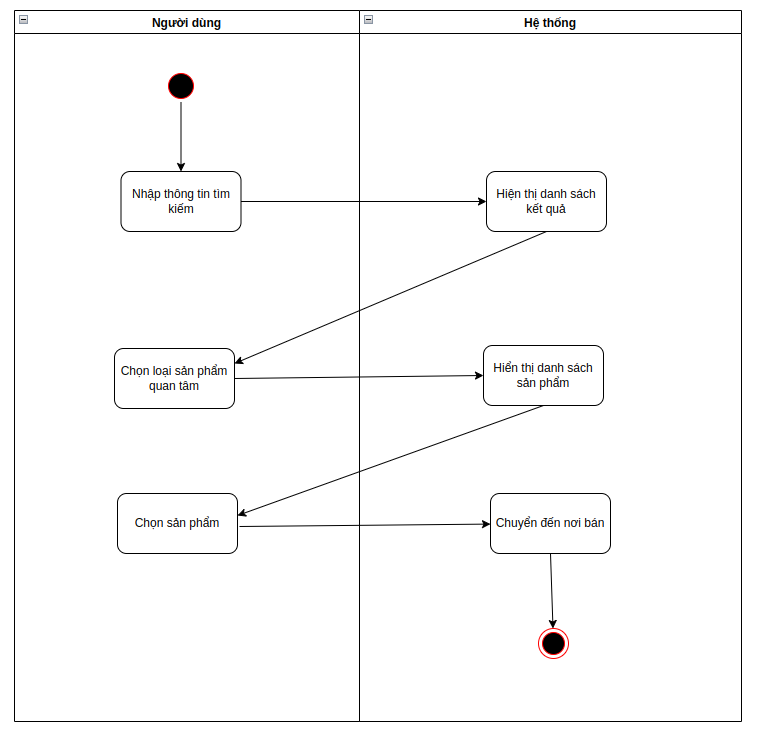 Người dùng
Hệ thống
Nhập thông tin tìm
kiếm
Hiện thị danh sách
kết quả
Chọn loại sản phẩm
quan tâm
Hiển thị danh sách
sản phẩm
Chọn sản phẩm
Chuyển đến nơi bán